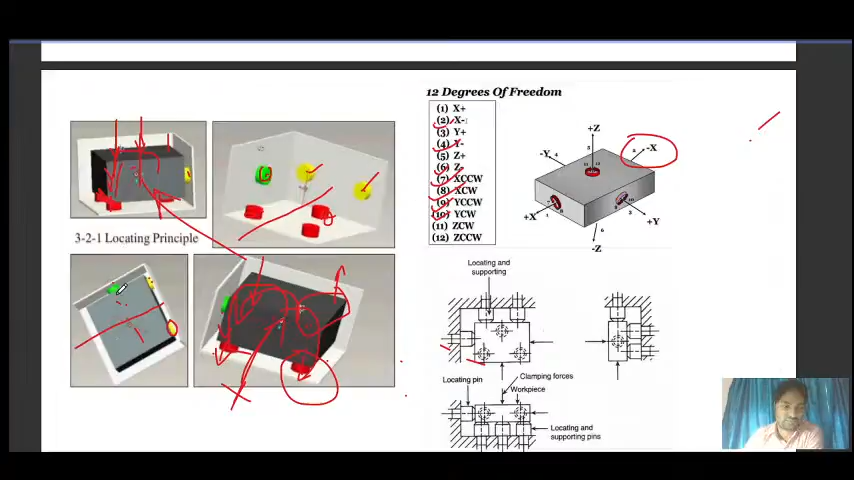 12 Degrees Of Freedom
(1) X+
(2) X-
(3) Y+
(4) Y-
(5) Z+
(6) Z-
(7) XCCW
(8) XCW
(9) YCCW
(10) YCW
(11) ZCW
(12) ZCCW
+Z
-X
-Y
+X
+Y
-Z
3-2-1 Locating Principle
Locating and
supporting
Locating pin
Clamping forces
Workpiece
Locating and
supporting pins